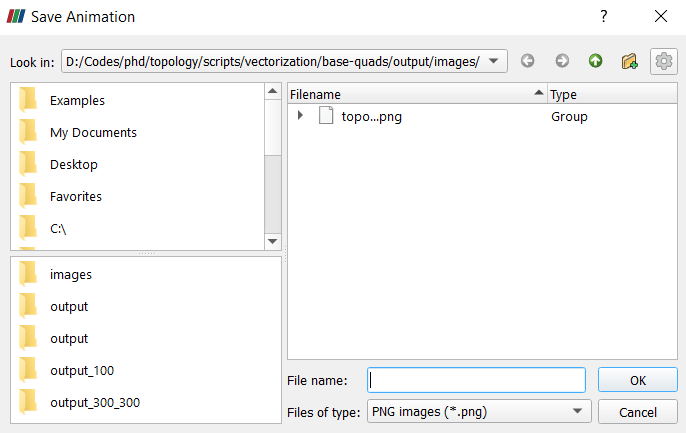 Save Animation
?
Look in: D:/Codes/phd/topology/scripts/vectorization/base-quads/output/images/
Examples
My Documents
Desktop
Favorites
C:\
images
output
output
output_100
output_300_300
Filename Type
topo...png Group
File name: OK
Files of type: PNG images (*.png) Cancel